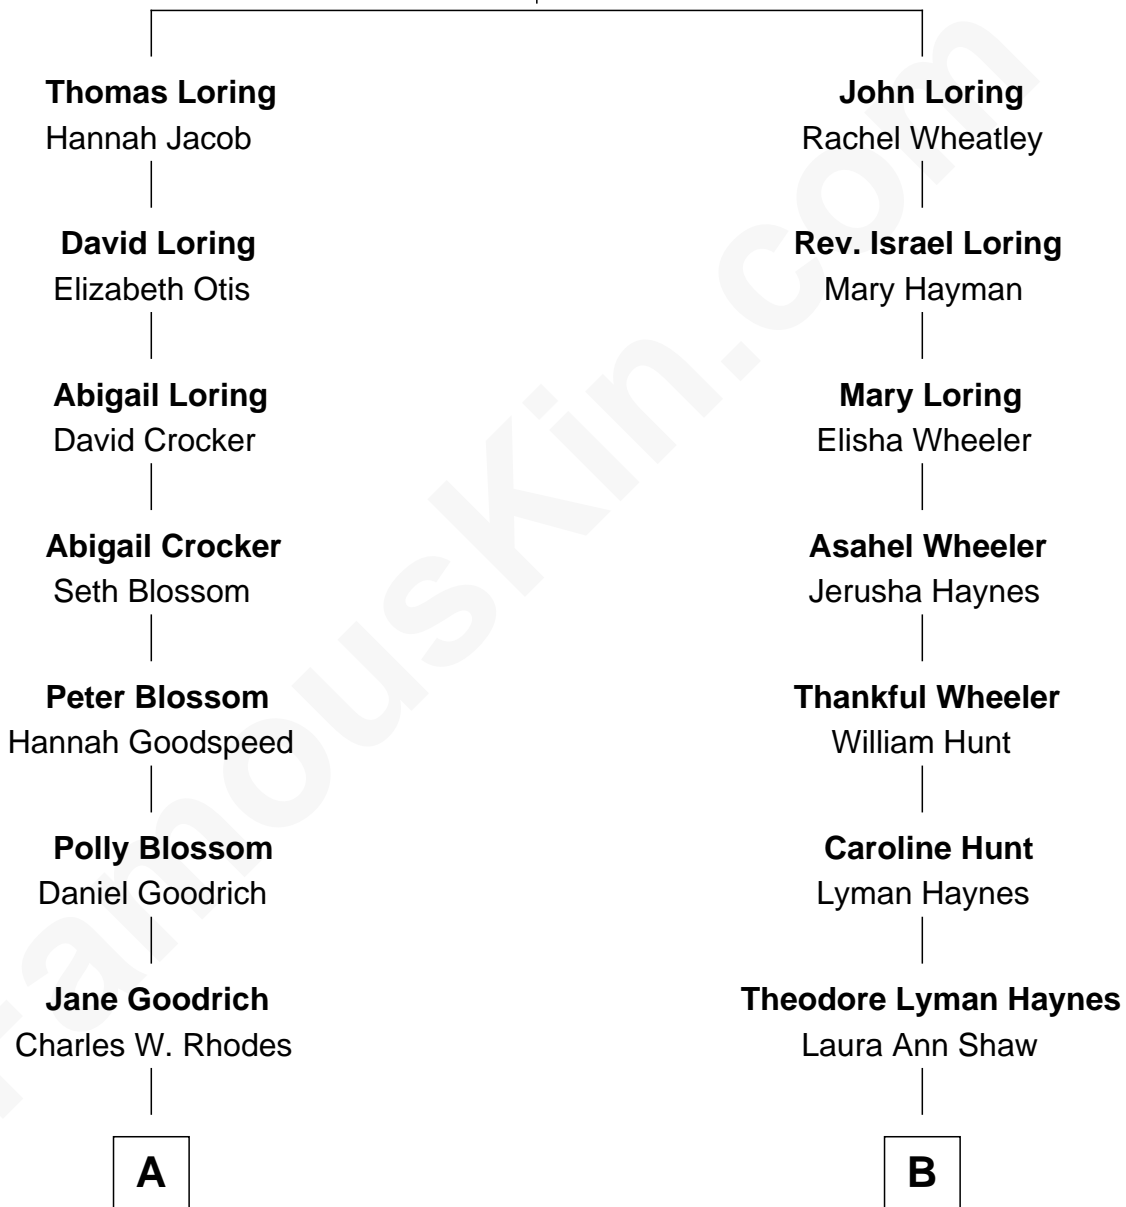 Thomas Loring
Hannah Jacob
David Loring
Elizabeth Otis
Abigail Loring
David Crocker
Abigail Crocker
Seth Blossom
Peter Blossom
Hannah Goodspeed
Polly Blossom
Daniel Goodrich
Jane Goodrich
Charles W. Rhodes
A
John Loring
Rachel Wheatley
Rev. Israel Loring
Mary Hayman
Mary Loring
Elisha Wheeler
Asahel Wheeler
Jerusha Haynes
Thankful Wheeler
William Hunt
Caroline Hunt
Lyman Haynes
Theodore Lyman Haynes
Laura Ann Shaw
B
FamousKin.com